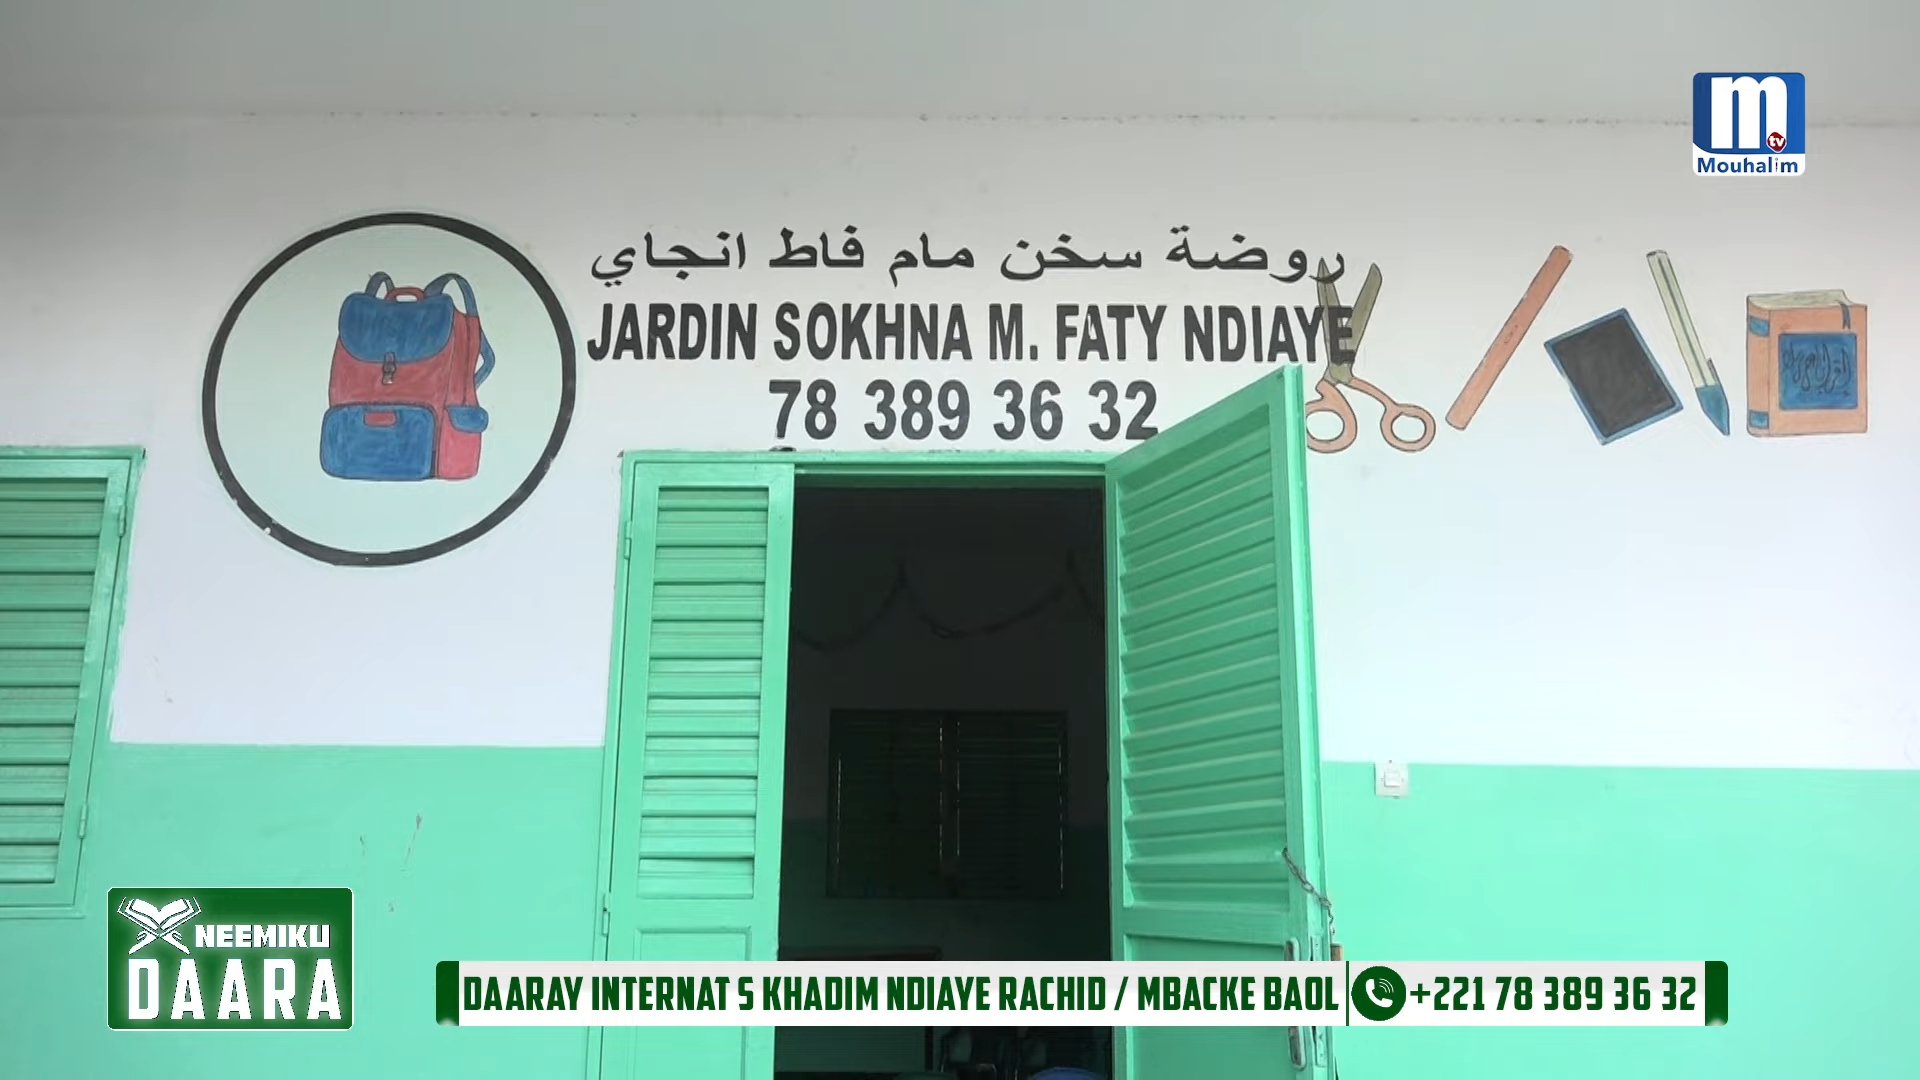 m
tv
Mouhalim
روضة سخن مام فاط انجاي
JARDIN SOKHNA M. FATY NDIAYE
78 389 36 32
NEEMIKU
DAARA
DAARAY INTERNAT S KHADIM NDIAYE RACHID / MBACKE BAOL
+221 78 389 36 32